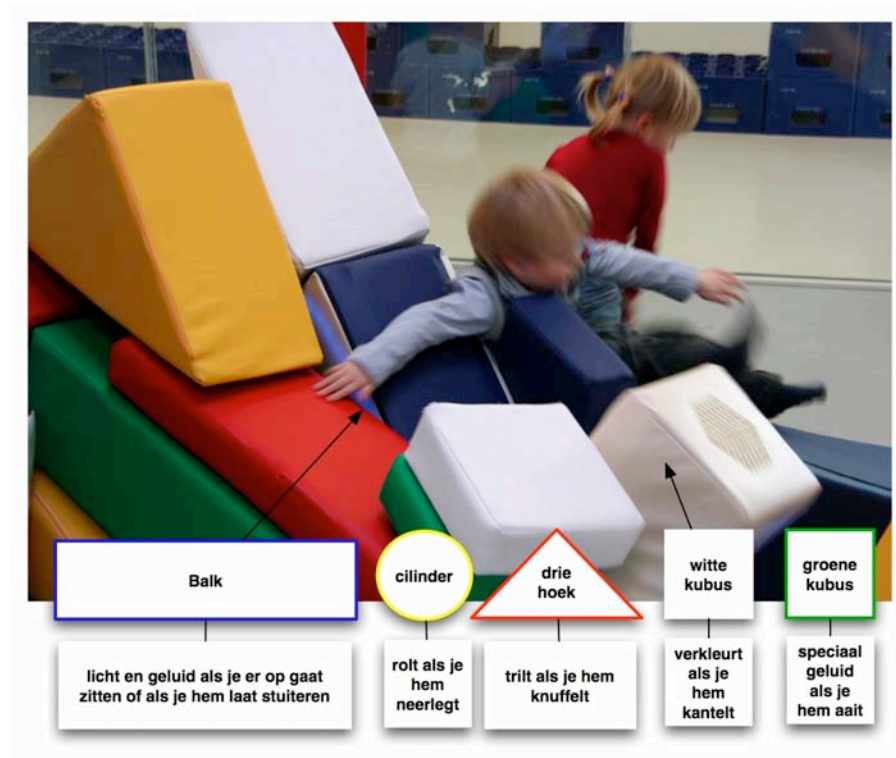 Balk
cilinder
drie
hoek
witte
kubus
groene
kubus
licht en geluid als je er op gaat
zitten of als je hem laat stuiteren
rolt als je
hem
neerlegt
trilt als je hem
knuffelt
verkleurt
als je
hem
kantelt
speciaal
geluid
als je
hem aait